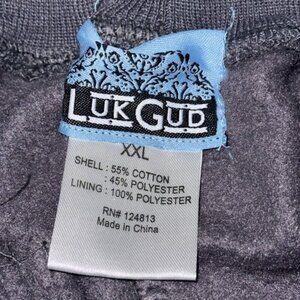 LUKGUD
XXL
SHELL : 55% COTTON
: 45% POLYESTER
LINING : 100% POLYESTER
RN# 124813
Made in China